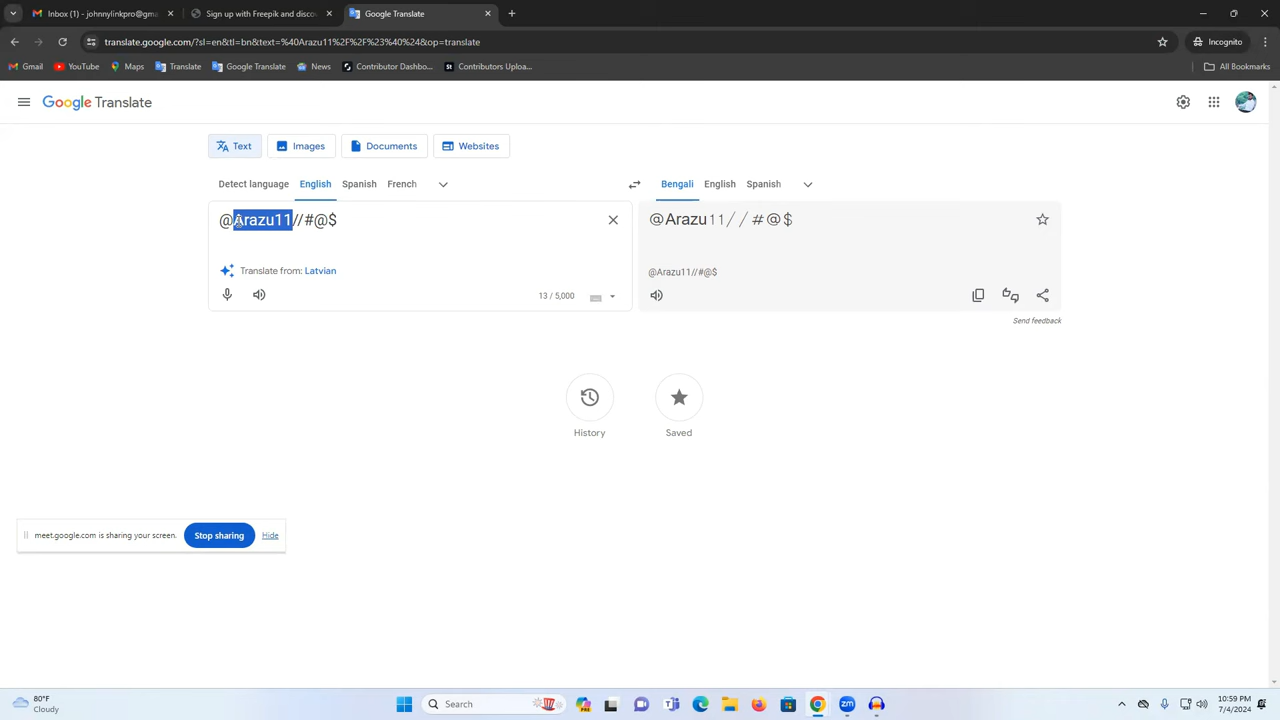 Inbox (1) - johnnylinkpro@gm
Sign up with Freepik and discov
Google Translate
translate.google.com/?sl=en&tl=bn&text=%40Arazu11%2F%2F%23%40%24&op=translate
Incognito
Gmail
YouTube
Maps
Translate
Google Translate
News
Contributor Dashbo...
Contributors Uploa...
All Bookmarks
Google Translate
Text
Images
Documents
Websites
Detect language
English
Spanish
French
Bengali
English
Spanish
@Arazu11//#@$
@Arazu11//#@$
Translate from: Latvian
@Arazu11//#@$
13 / 5,000
Send feedback
History
Saved
meet.google.com is sharing your screen.
Stop sharing
Hide
80°F
Cloudy
Search
10:59 PM
7/4/2024